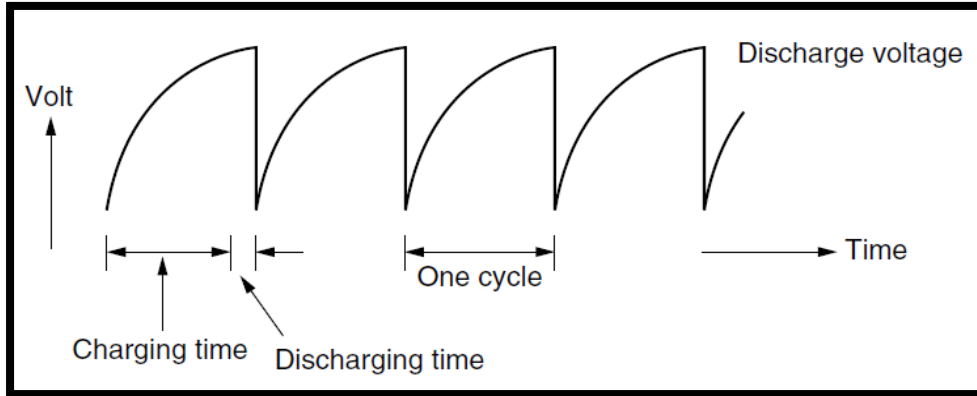 Discharge voltage
Volt
Time
One cycle
Charging time
Discharging time